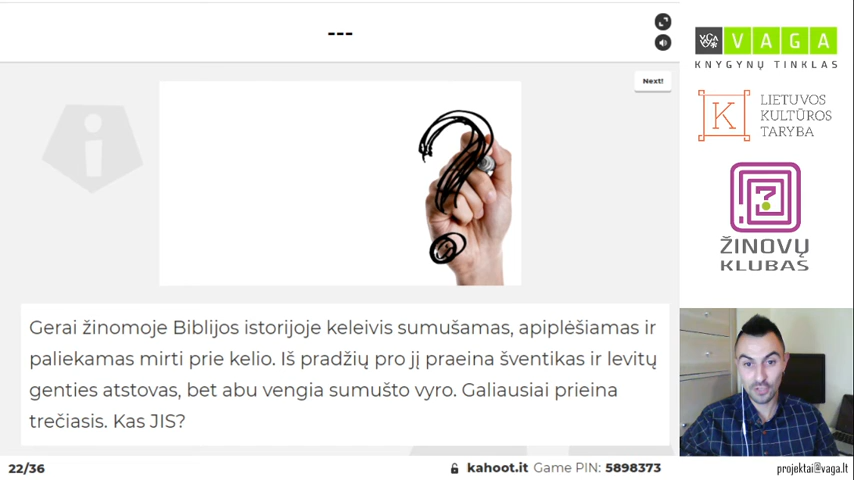 ---
Next!
VAGA
KNYGYNŲ TINKLAS
K
LIETUVOS
KULTŪROS
TARYBA
?
ŽINOVŲ
KLUBAS
Gerai žinomoje Biblijos istorijoje keleivis sumušamas, apiplėšiamas ir
paliekamas mirti prie kelio. Iš pradžių pro jį praeina šventikas ir levitų
genties atstovas, bet abu vengia sumušto vyro. Galiausiai prieina
trečiasis. Kas JIS?
22/36
kahoot.it Game PIN: 5898373
projektai@vaga.lt